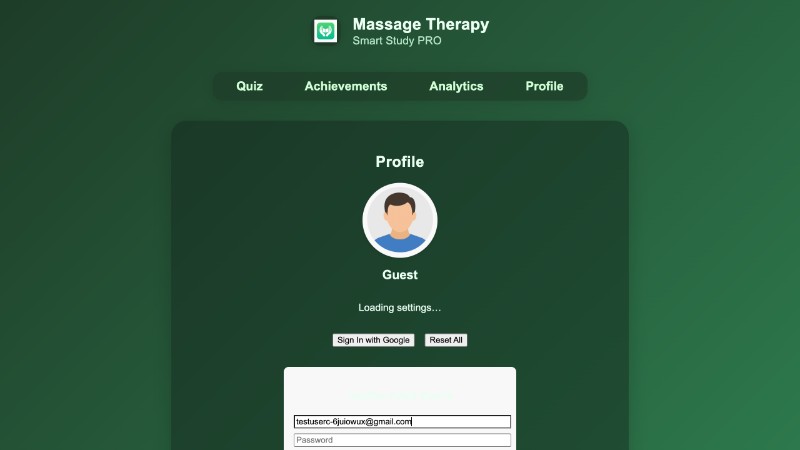 Massage Therapy
Smart Study PRO
Quiz Achievements Analytics Profile
Profile
Guest
Loading settings...
Sign In with Google Reset All
testuserc-6juiowux@gmail.com
Password